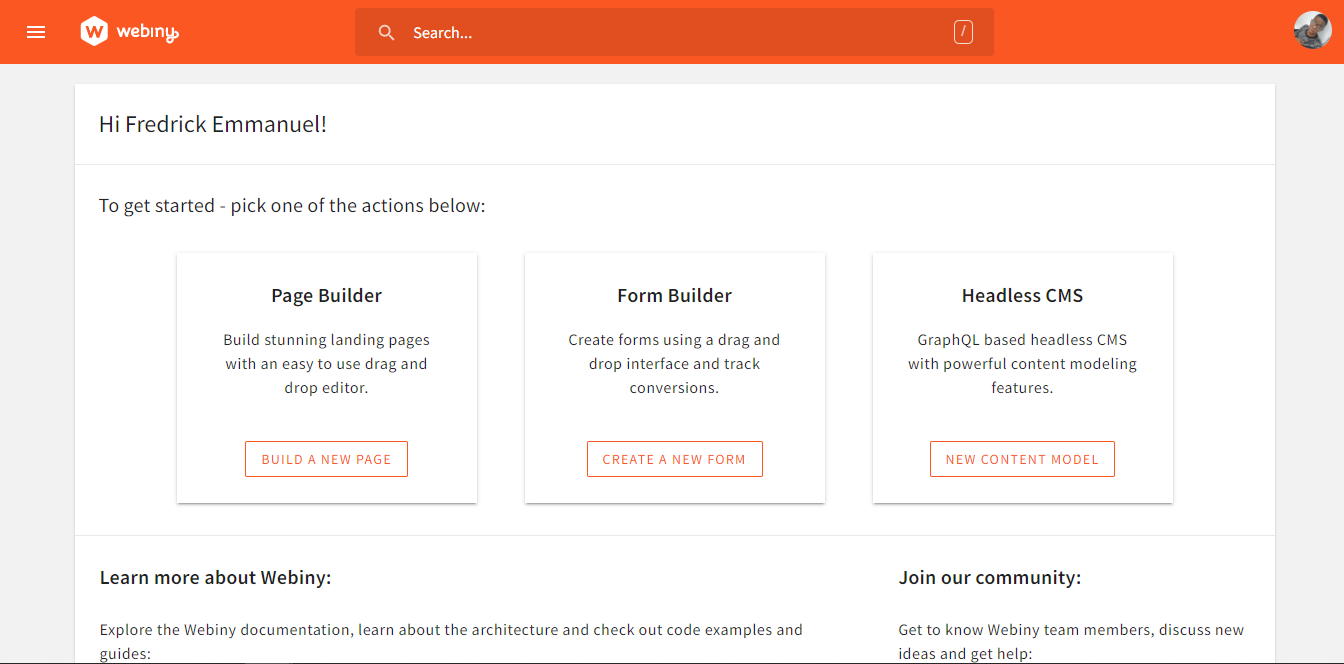 webiny
Search...
/
Hi Fredrick Emmanuel!
To get started - pick one of the actions below:
Page Builder
Build stunning landing pages
with an easy to use drag and
drop editor.
BUILD A NEW PAGE
Form Builder
Create forms using a drag and
drop interface and track
conversions.
CREATE A NEW FORM
Headless CMS
GraphQL based headless CMS
with powerful content modeling
features.
NEW CONTENT MODEL
Learn more about Webiny:
Explore the Webiny documentation, learn about the architecture and check out code examples and
guides:
Join our community:
Get to know Webiny team members, discuss new
ideas and get help: